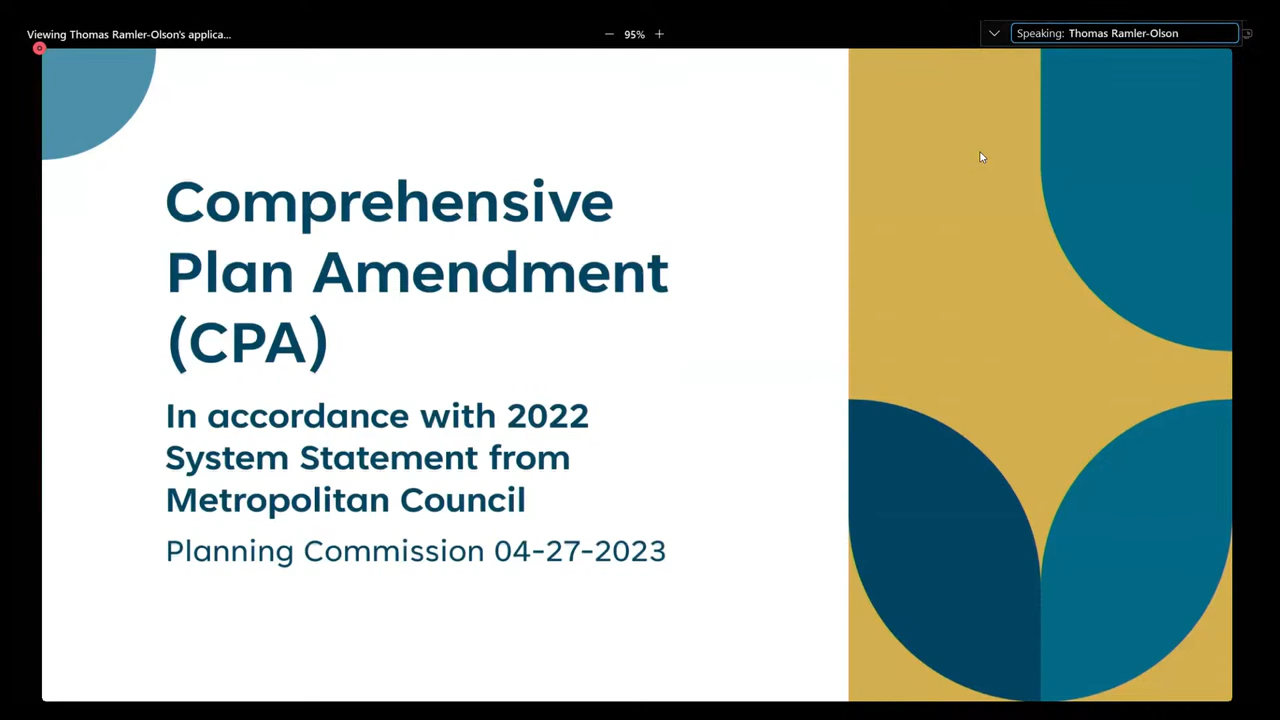 Viewing Thomas Ramler-Olson's applica...
95%
Speaking: Thomas Ramler-Olson
Comprehensive
Plan Amendment
(CPA)
In accordance with 2022
System Statement from
Metropolitan Council
Planning Commission 04-27-2023